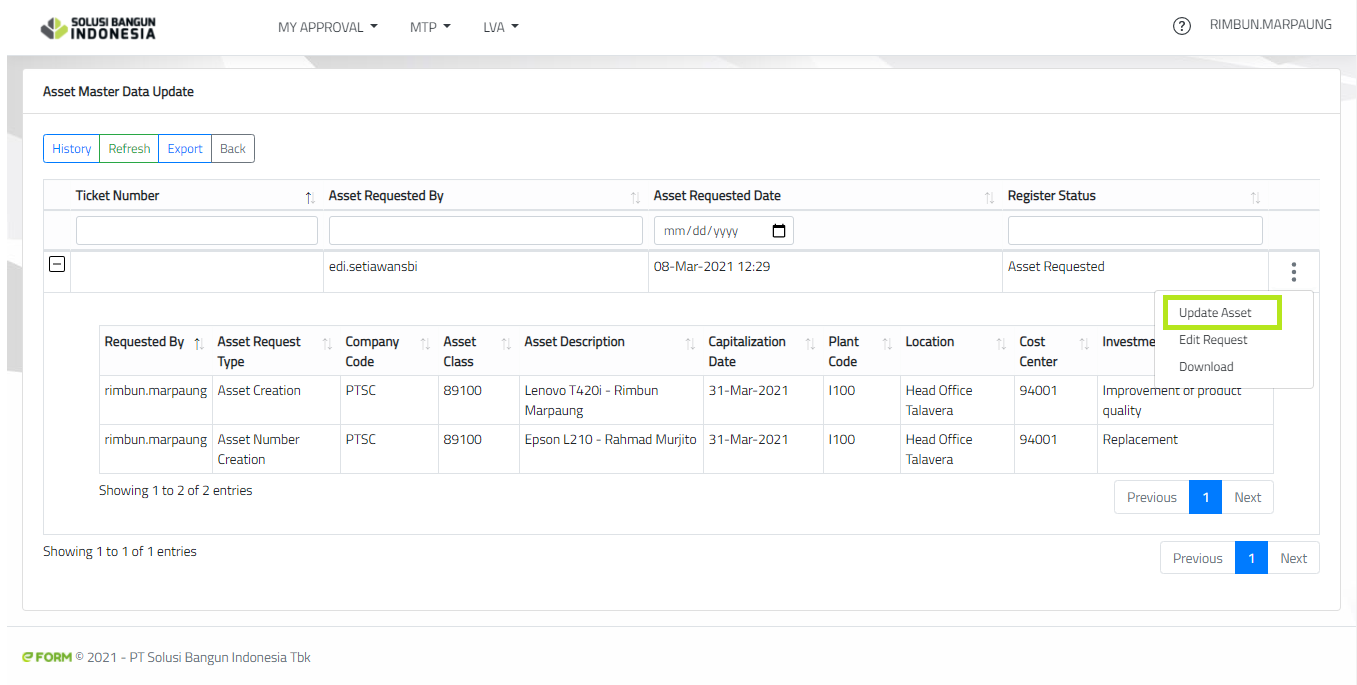 SOLUSI BANGUN
INDONESIA
MY APPROVAL MTP LVA
? RIMBUN.MARPAUNG
Asset Master Data Update
History Refresh Export Back
Ticket Number Asset Requested By Asset Requested Date Register Status
mm/dd/yyyy
edi.setiawansbi 08-Mar-2021 12:29 Asset Requested
Update Asset
Edit Request
Download
Requested By Asset Request Company Asset Asset Description Capitalization Plant Location Cost Investme
Type Code Class Date Code Center
rimbun.marpaung Asset Creation PTSC 89100 Lenovo T420i - Rimbun 31-Mar-2021 I100 Head Office 94001 Improvement of product
Marpaung Talavera quality
rimbun.marpaung Asset Number PTSC 89100 Epson L210 - Rahmad Murjito 31-Mar-2021 I100 Head Office 94001 Replacement
Creation Talavera
Showing 1 to 2 of 2 entries
Previous 1 Next
Showing 1 to 1 of 1 entries
Previous 1 Next
eFORM © 2021 - PT Solusi Bangun Indonesia Tbk